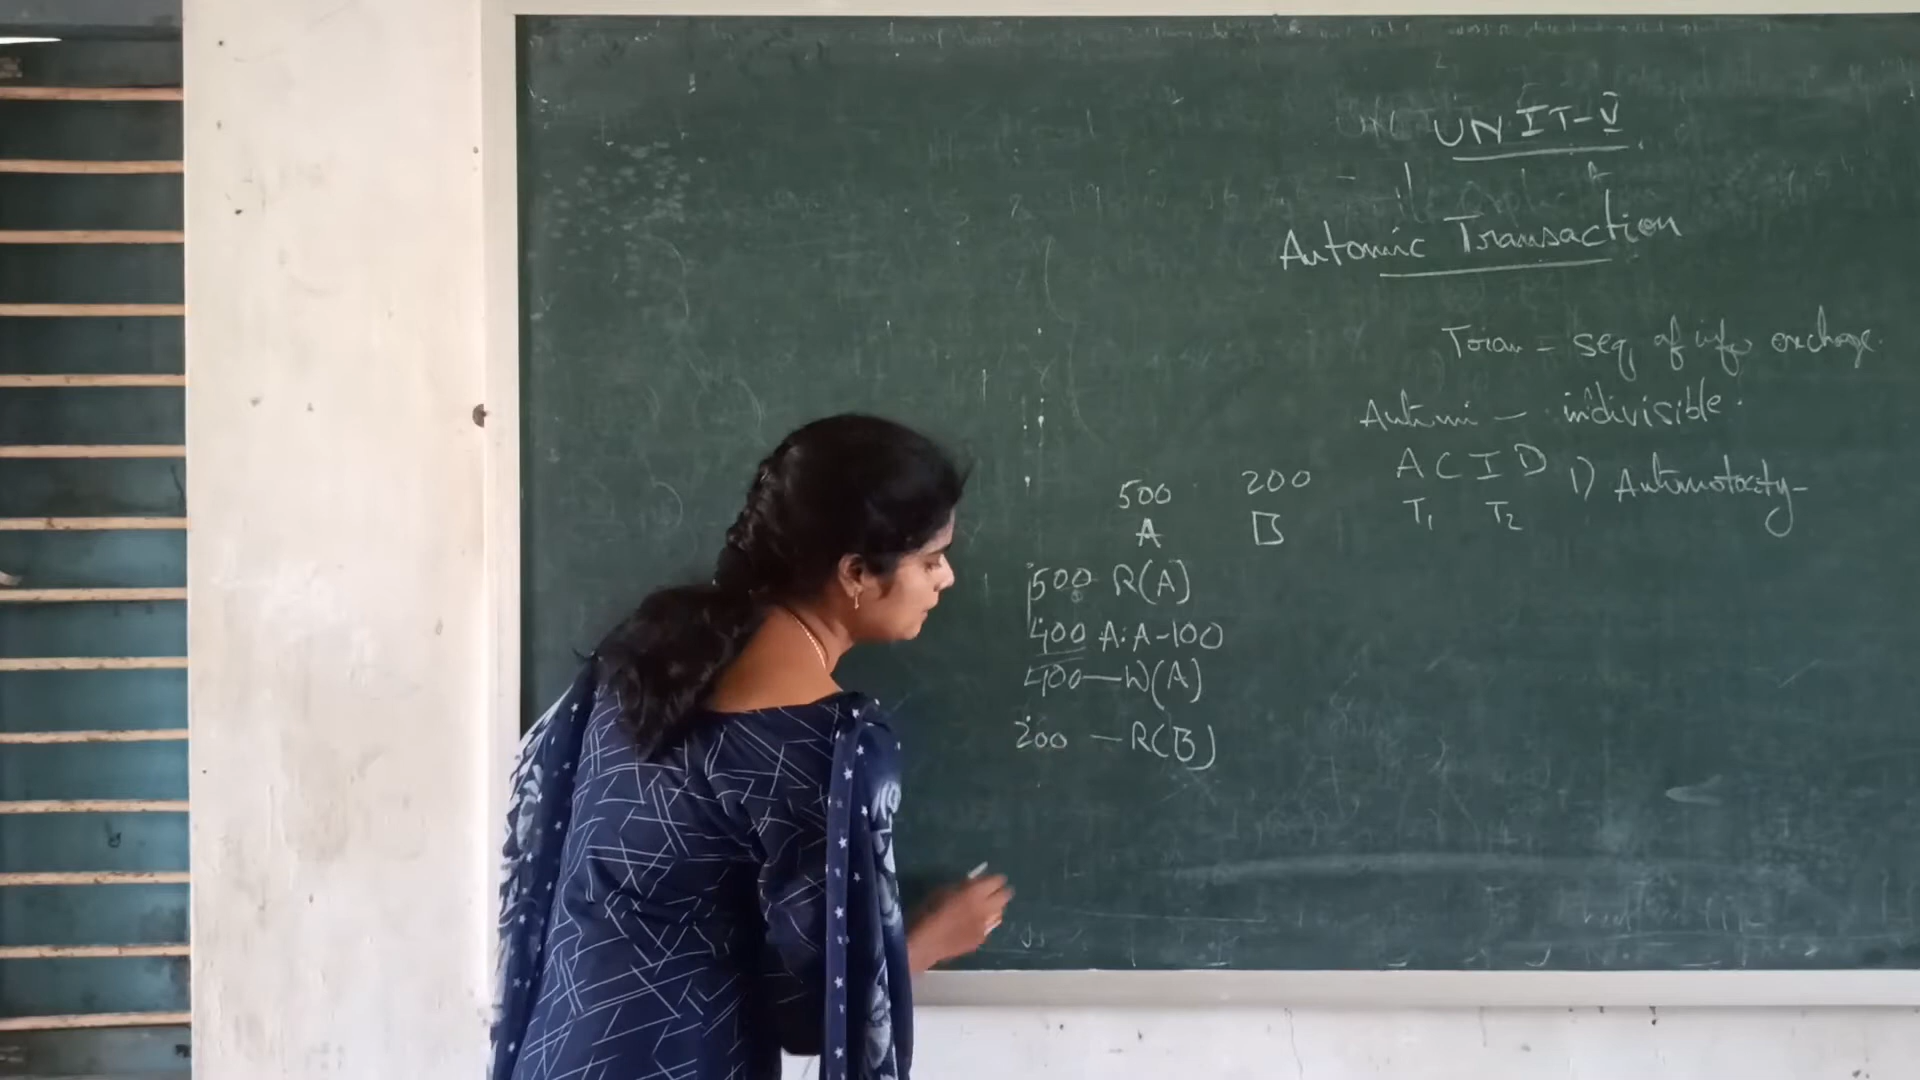 UNIT-V
Automic Transaction
Tran = seq of info exchange.
Automi - indivisible.
A C I D 1) Automotocity-
T1 T2
500 200
A B
500 R(A)
400 A:A-100
400-W(A)
200 -R(B)